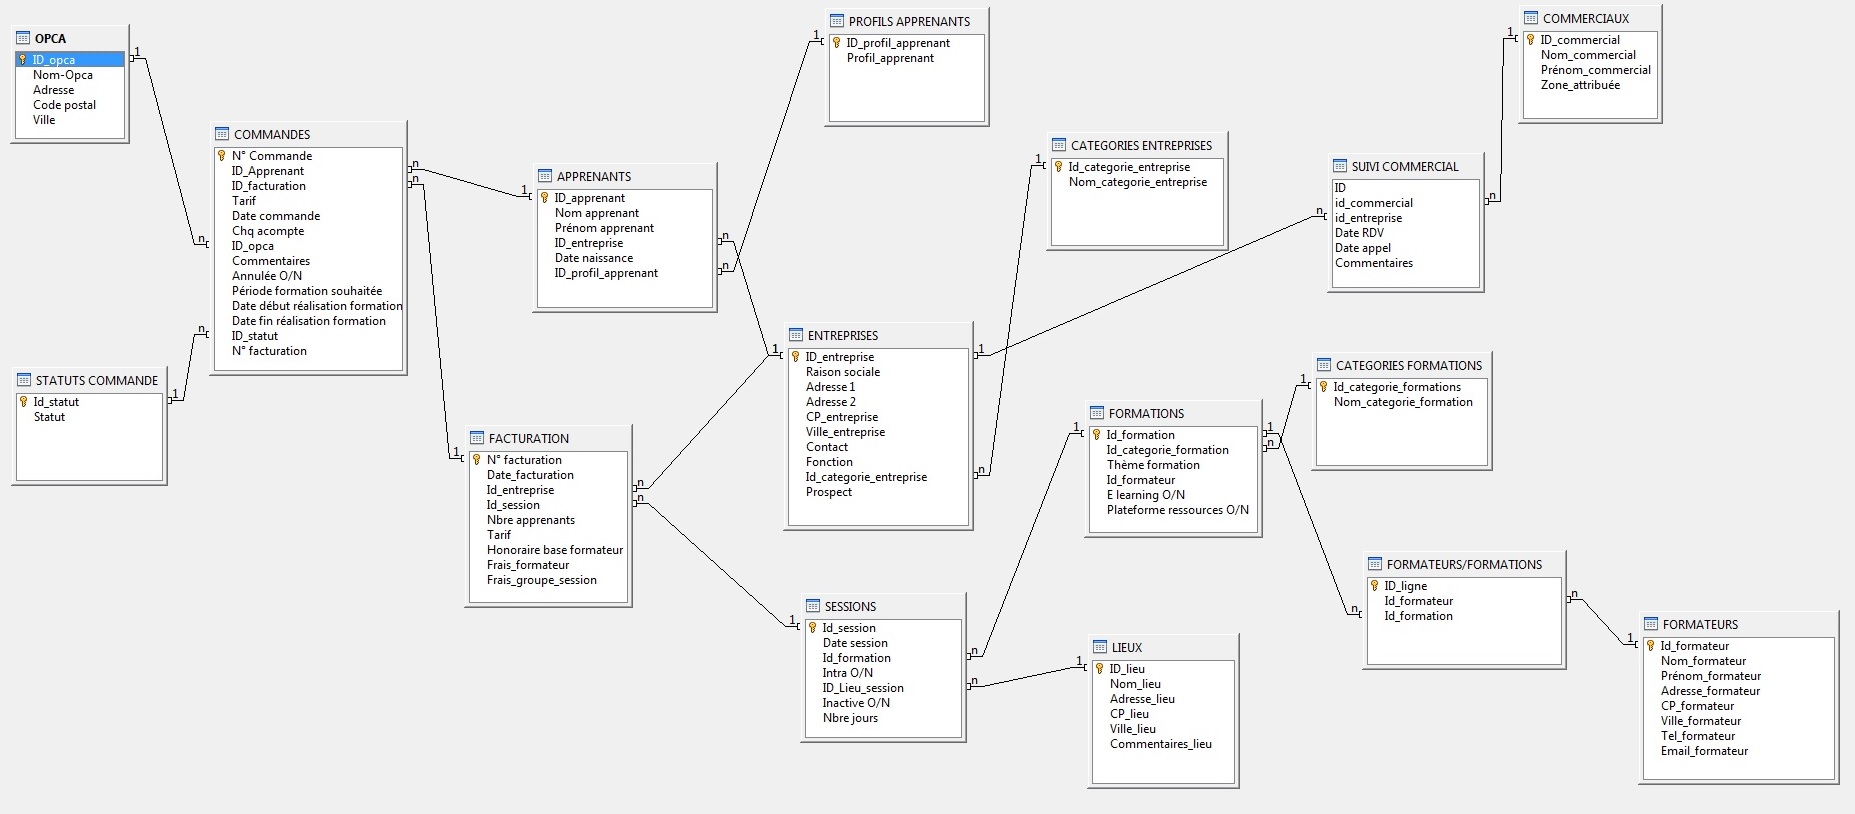 OPCA
ID_opca
Nom-Opca
Adresse
Code postal
Ville
1
n
COMMANDES
N° Commande
ID_Apprenant
ID_facturation
Tarif
Date commande
Chq acompte
ID_opca
Commentaires
Annulée O/N
Période formation souhaitée
Date début réalisation formation
Date fin réalisation formation
ID_statut
N° facturation
n
n
n
STATUTS COMMANDE
Id_statut
Statut
1
1
APPRENANTS
ID_apprenant
Nom apprenant
Prénom apprenant
ID_entreprise
Date naissance
ID_profil_apprenant
n
n
1
FACTURATION
N° facturation
Date_facturation
Id_entreprise
Id_session
Nbre apprenants
Tarif
Honoraire base formateur
Frais_formateur
Frais_groupe_session
n
n
1
PROFILS APPRENANTS
ID_profil_apprenant
Profil_apprenant
1
ENTREPRISES
ID_entreprise
Raison sociale
Adresse 1
Adresse 2
CP_entreprise
Ville_entreprise
Contact
Fonction
Id_categorie_entreprise
Prospect
1
n
1
SESSIONS
Id_session
Date session
Id_formation
Intra O/N
ID_Lieu_session
Inactive O/N
Nbre jours
n
n
1
CATEGORIES ENTREPRISES
Id_categorie_entreprise
Nom_categorie_entreprise
1
FORMATIONS
Id_formation
Id_categorie_formation
Thème formation
Id_formateur
E learning O/N
Plateforme ressources O/N
1
n
1
LIEUX
ID_lieu
Nom_lieu
Adresse_lieu
CP_lieu
Ville_lieu
Commentaires_lieu
1
COMMERCIAUX
ID_commercial
Nom_commercial
Prénom_commercial
Zone_attribuée
n
SUIVI COMMERCIAL
ID
id_commercial
id_entreprise
Date RDV
Date appel
Commentaires
n
1
CATEGORIES FORMATIONS
Id_categorie_formations
Nom_categorie_formation
n
FORMATEURS/FORMATIONS
ID_ligne
Id_formateur
Id_formation
n
1
FORMATEURS
Id_formateur
Nom_formateur
Prénom_formateur
Adresse_formateur
CP_formateur
Ville_formateur
Tel_formateur
Email_formateur